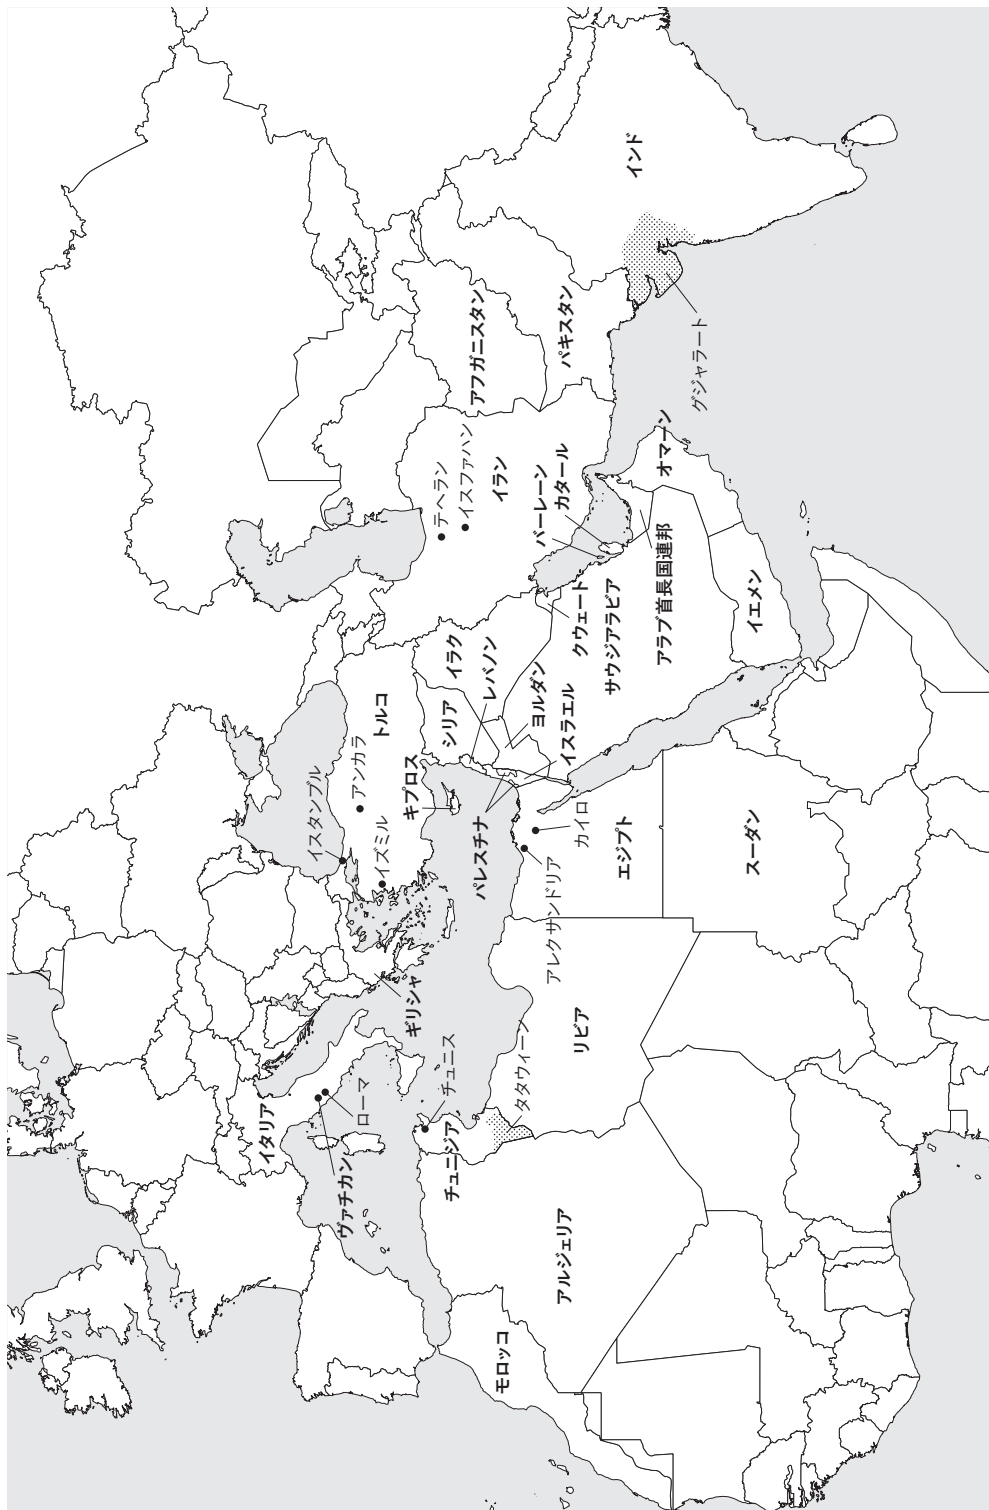 イタリア
ヴァチカン
ローマ
ギリシャ
イスタンブル
アンカラ
イズミル
トルコ
キプロス
シリア
イラク
レバノン
パレスチナ
ヨルダン
イスラエル
テヘラン
イスファハン
イラン
アフガニスタン
パキスタン
インド
グジャラート
バーレーン
カタール
クウェート
サウジアラビア
アラブ首長国連邦
オマーン
イエメン
モロッコ
アルジェリア
チュニジア
チュニス
タタウィーン
リビア
アレクサンドリア
カイロ
エジプト
スーダン